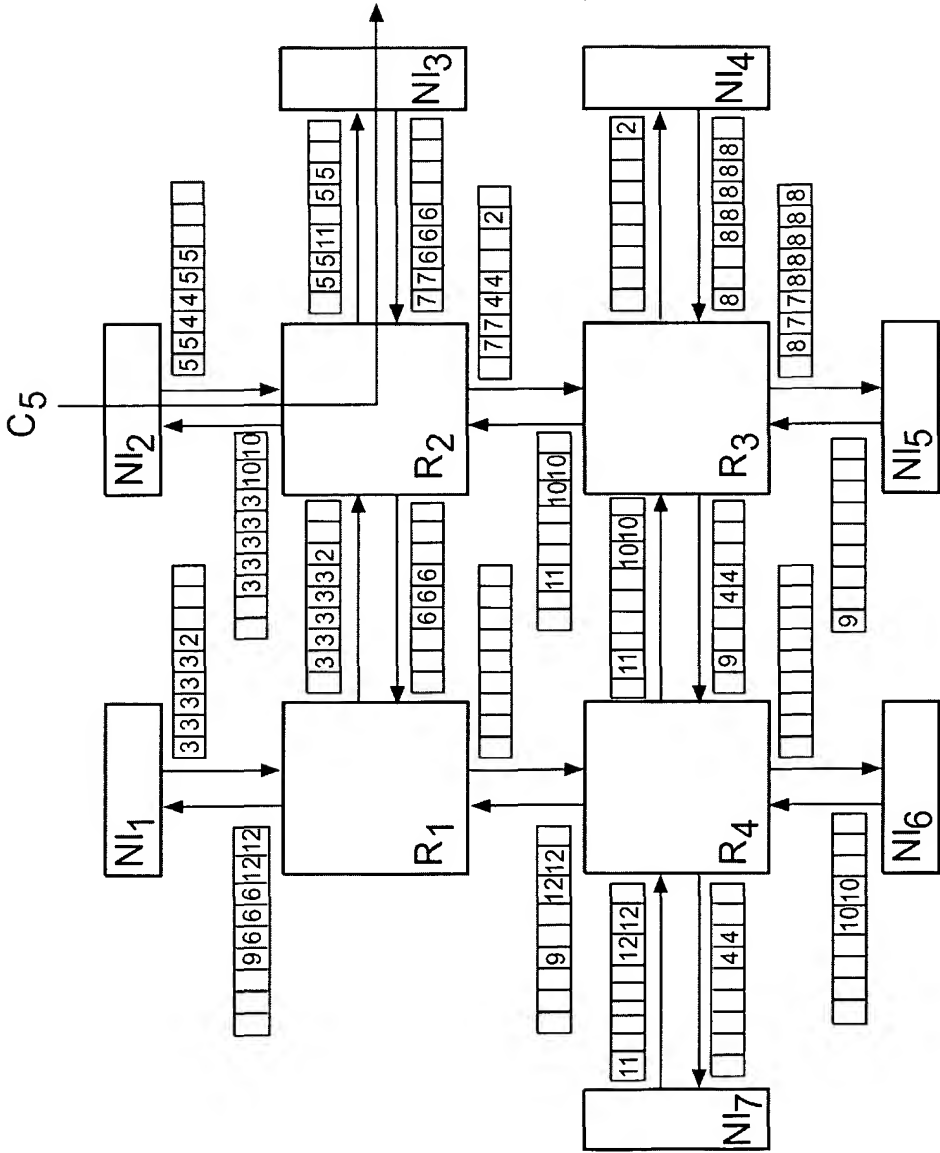 C5
NI2
5 5 4 4 5 5
NI3
5 5 11 5 5
7 7 6 6 6
NI1
3 3 3 3 3 2
3 3 3 3 3 10 10
R2
7 7 4 4 2
3 3 3 3 3 2
6 6 6
9 6 6 6 12 12
R1
11 10 10
NI4
2
8 8 8 8 8 8
R3
8 7 7 8 8 8 8 8
9 12 12
11 10 10
9 4 4
R4
11 12 12
4 4
9
NI5
10 10
NI6
NI7